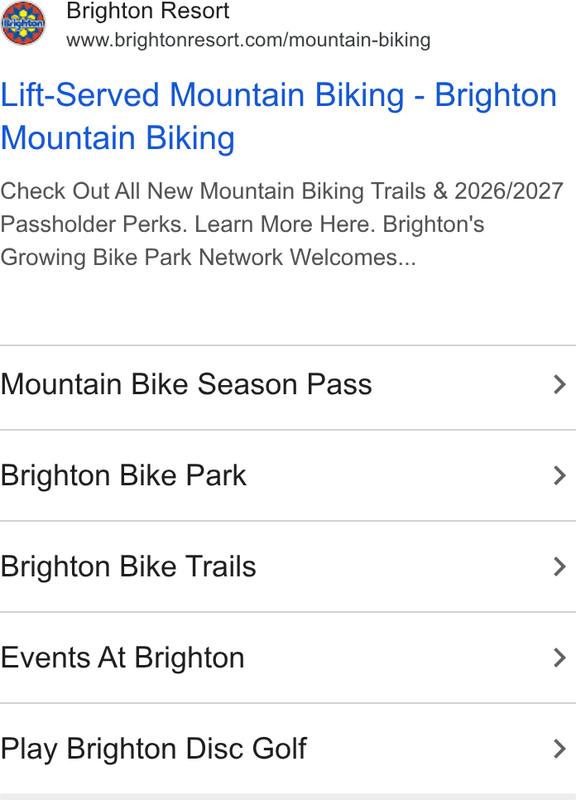 Brighton
Brighton Resort
www.brightonresort.com/mountain-biking
Lift-Served Mountain Biking - Brighton
Mountain Biking
Check Out All New Mountain Biking Trails & 2026/2027
Passholder Perks. Learn More Here. Brighton's
Growing Bike Park Network Welcomes...
Mountain Bike Season Pass
Brighton Bike Park
Brighton Bike Trails
Events At Brighton
Play Brighton Disc Golf